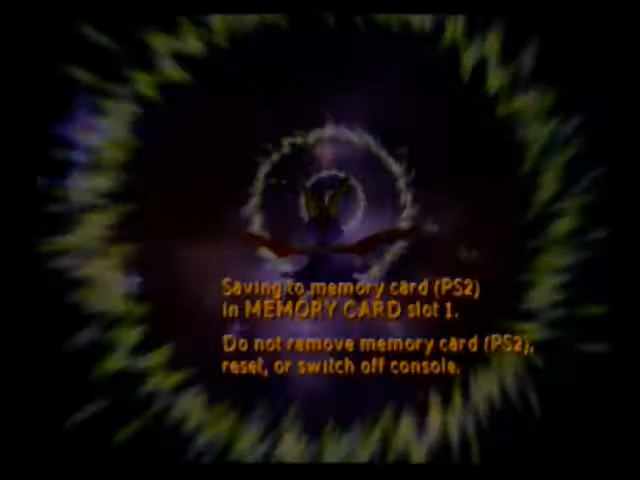 Saving to memory card (PS2)
in MEMORY CARD slot 1.
Do not remove memory card (PS2),
reset, or switch off console.